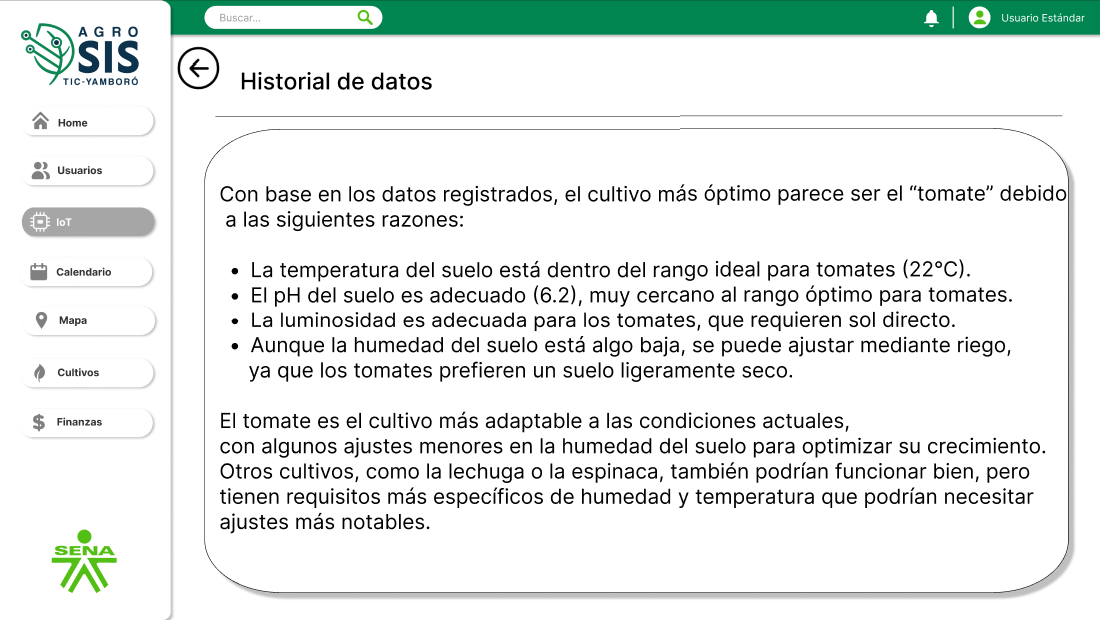 AGRO
SIS
TIC-YAMBORÓ
Buscar...
Usuario Estándar
Historial de datos
Home
Usuarios
IoT
Calendario
Mapa
Cultivos
Finanzas
SENA
Con base en los datos registrados, el cultivo más óptimo parece ser el “tomate” debido
a las siguientes razones:
• La temperatura del suelo está dentro del rango ideal para tomates (22°C).
• El pH del suelo es adecuado (6.2), muy cercano al rango óptimo para tomates.
• La luminosidad es adecuada para los tomates, que requieren sol directo.
• Aunque la humedad del suelo está algo baja, se puede ajustar mediante riego,
ya que los tomates prefieren un suelo ligeramente seco.
El tomate es el cultivo más adaptable a las condiciones actuales,
con algunos ajustes menores en la humedad del suelo para optimizar su crecimiento.
Otros cultivos, como la lechuga o la espinaca, también podrían funcionar bien, pero
tienen requisitos más específicos de humedad y temperatura que podrían necesitar
ajustes más notables.